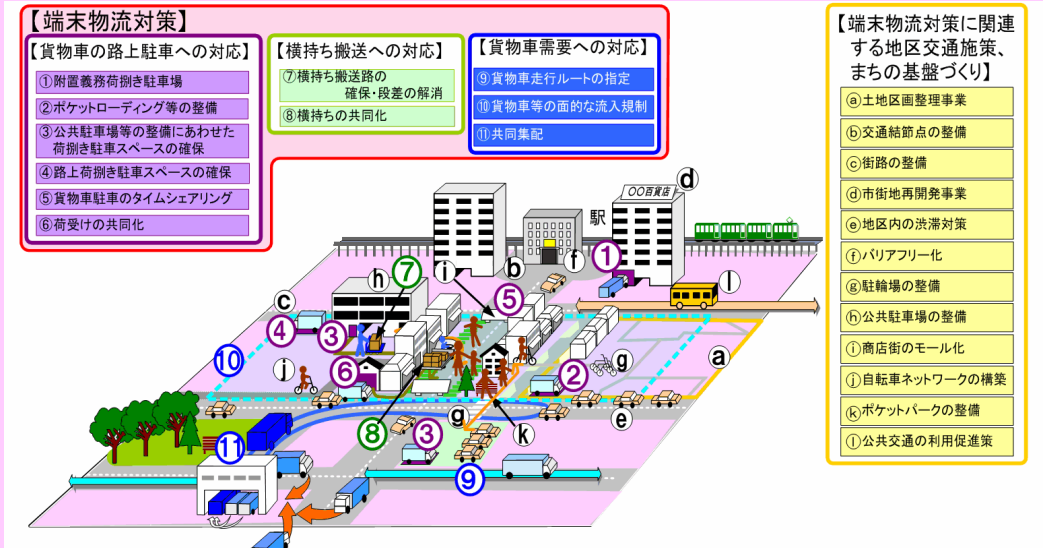 【端末物流対策】
【貨物車の路上駐車への対応】
①附置義務荷捌き駐車場
②ポケットローディング等の整備
③公共駐車場等の整備にあわせた
荷捌き駐車スペースの確保
④路上荷捌き駐車スペースの確保
⑤貨物車駐車のタイムシェアリング
⑥荷受けの共同化
【横持ち搬送への対応】
⑦横持ち搬送路の
確保・段差の解消
⑧横持ちの共同化
【貨物車需要への対応】
⑨貨物車走行ルートの指定
⑩貨物車等の面的な流入規制
⑪共同集配
【端末物流対策に関連
する地区交通施策、
まちの基盤づくり】
ⓐ土地区画整理事業
ⓑ交通結節点の整備
ⓒ街路の整備
ⓓ市街地再開発事業
ⓔ地区内の渋滞対策
ⓕバリアフリー化
ⓖ駐輪場の整備
ⓗ公共駐車場の整備
ⓘ商店街のモール化
ⓙ自転車ネットワークの構築
ⓚポケットパークの整備
ⓛ公共交通の利用促進策
〇〇百貨店
ⓓ
駅
ⓗ
⑦
ⓘ
ⓑ
ⓕ
①
ⓛ
ⓒ
④
③
⑤
⑩
ⓙ
⑥
②
ⓖ
ⓐ
ⓖ
ⓔ
⑪
⑧
③
ⓚ
⑨